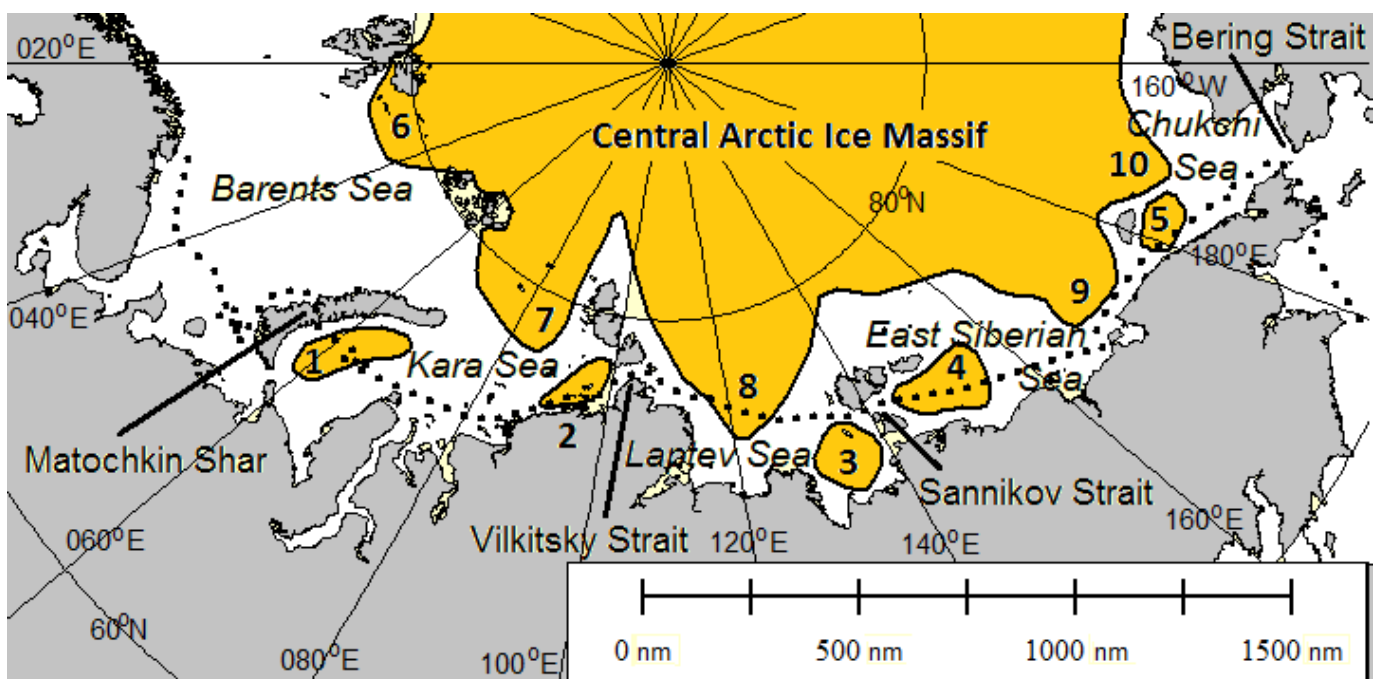 Bering Strait
020°E
160°W
Chukchi
Sea
6
Central Arctic Ice Massif
10
Barents Sea
80°N
5
180°E
9
040°E
7
East Siberian
Sea
1
Kara Sea
4
8
2
Laptev Sea
3
Matochkin Shar
Sannikov Strait
Vilkitsky Strait
060°E
120°E
140°E
160°E
60°N
080°E
100°E
0 nm
500 nm
1000 nm
1500 nm